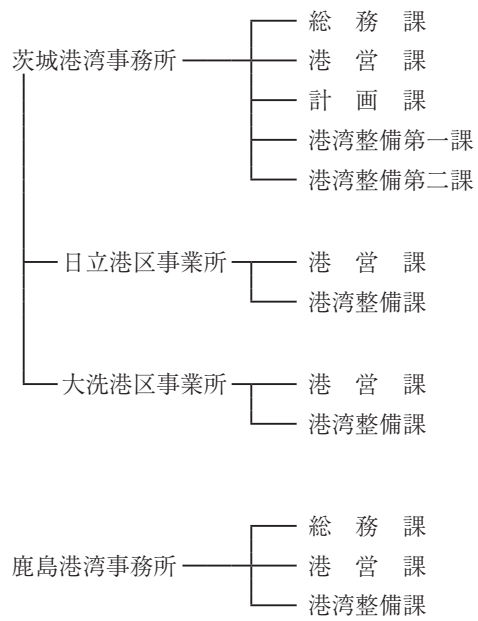 総務課
茨城港湾事務所 港営課
計画課
港湾整備第一課
港湾整備第二課
日立港区事業所 港営課
港湾整備課
大洗港区事業所 港営課
港湾整備課
総務課
鹿島港湾事務所 港営課
港湾整備課